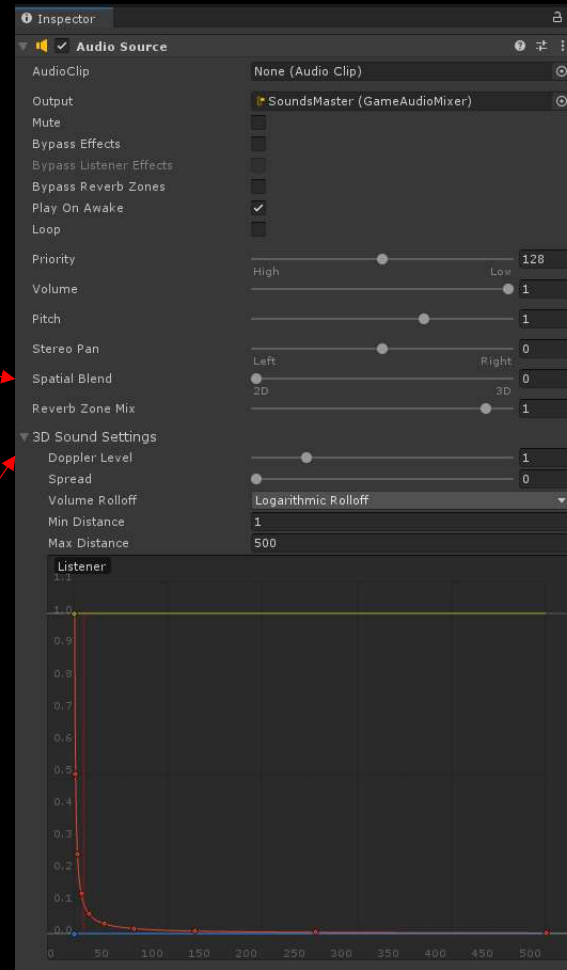 Inspector
Audio Source
AudioClip None (Audio Clip)
Output SoundsMaster (GameAudioMixer)
Mute
Bypass Effects
Bypass Listener Effects
Bypass Reverb Zones
Play On Awake
Loop
Priority 128
High Low
Volume 1
Pitch 1
Stereo Pan 0
Left Right
Spatial Blend 0
2D 3D
Reverb Zone Mix 1
3D Sound Settings
Doppler Level 1
Spread 0
Volume Rolloff Logarithmic Rolloff
Min Distance 1
Max Distance 500
Listener
1.1
1.0
0.9
0.8
0.7
0.6
0.5
0.4
0.3
0.2
0.1
0.0
0 50 100 150 200 250 300 350 400 450 500